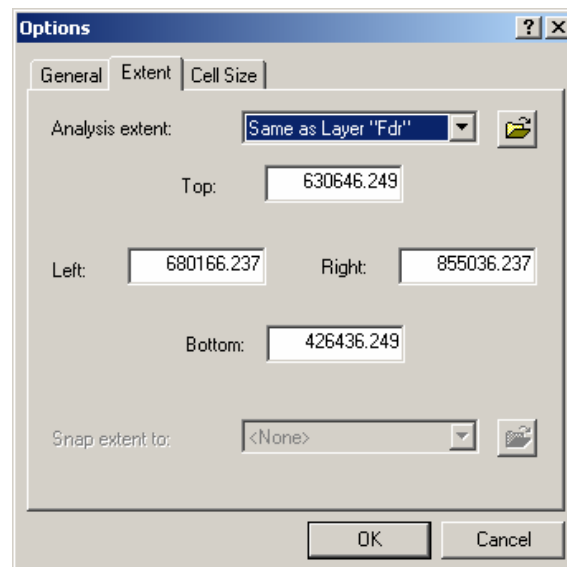 Options
General Extent Cell Size
Analysis extent: Same as Layer "Fdr"
Top: 630646.249
Left: 680166.237 Right: 855036.237
Bottom: 426436.249
Snap extent to: <None>
OK Cancel